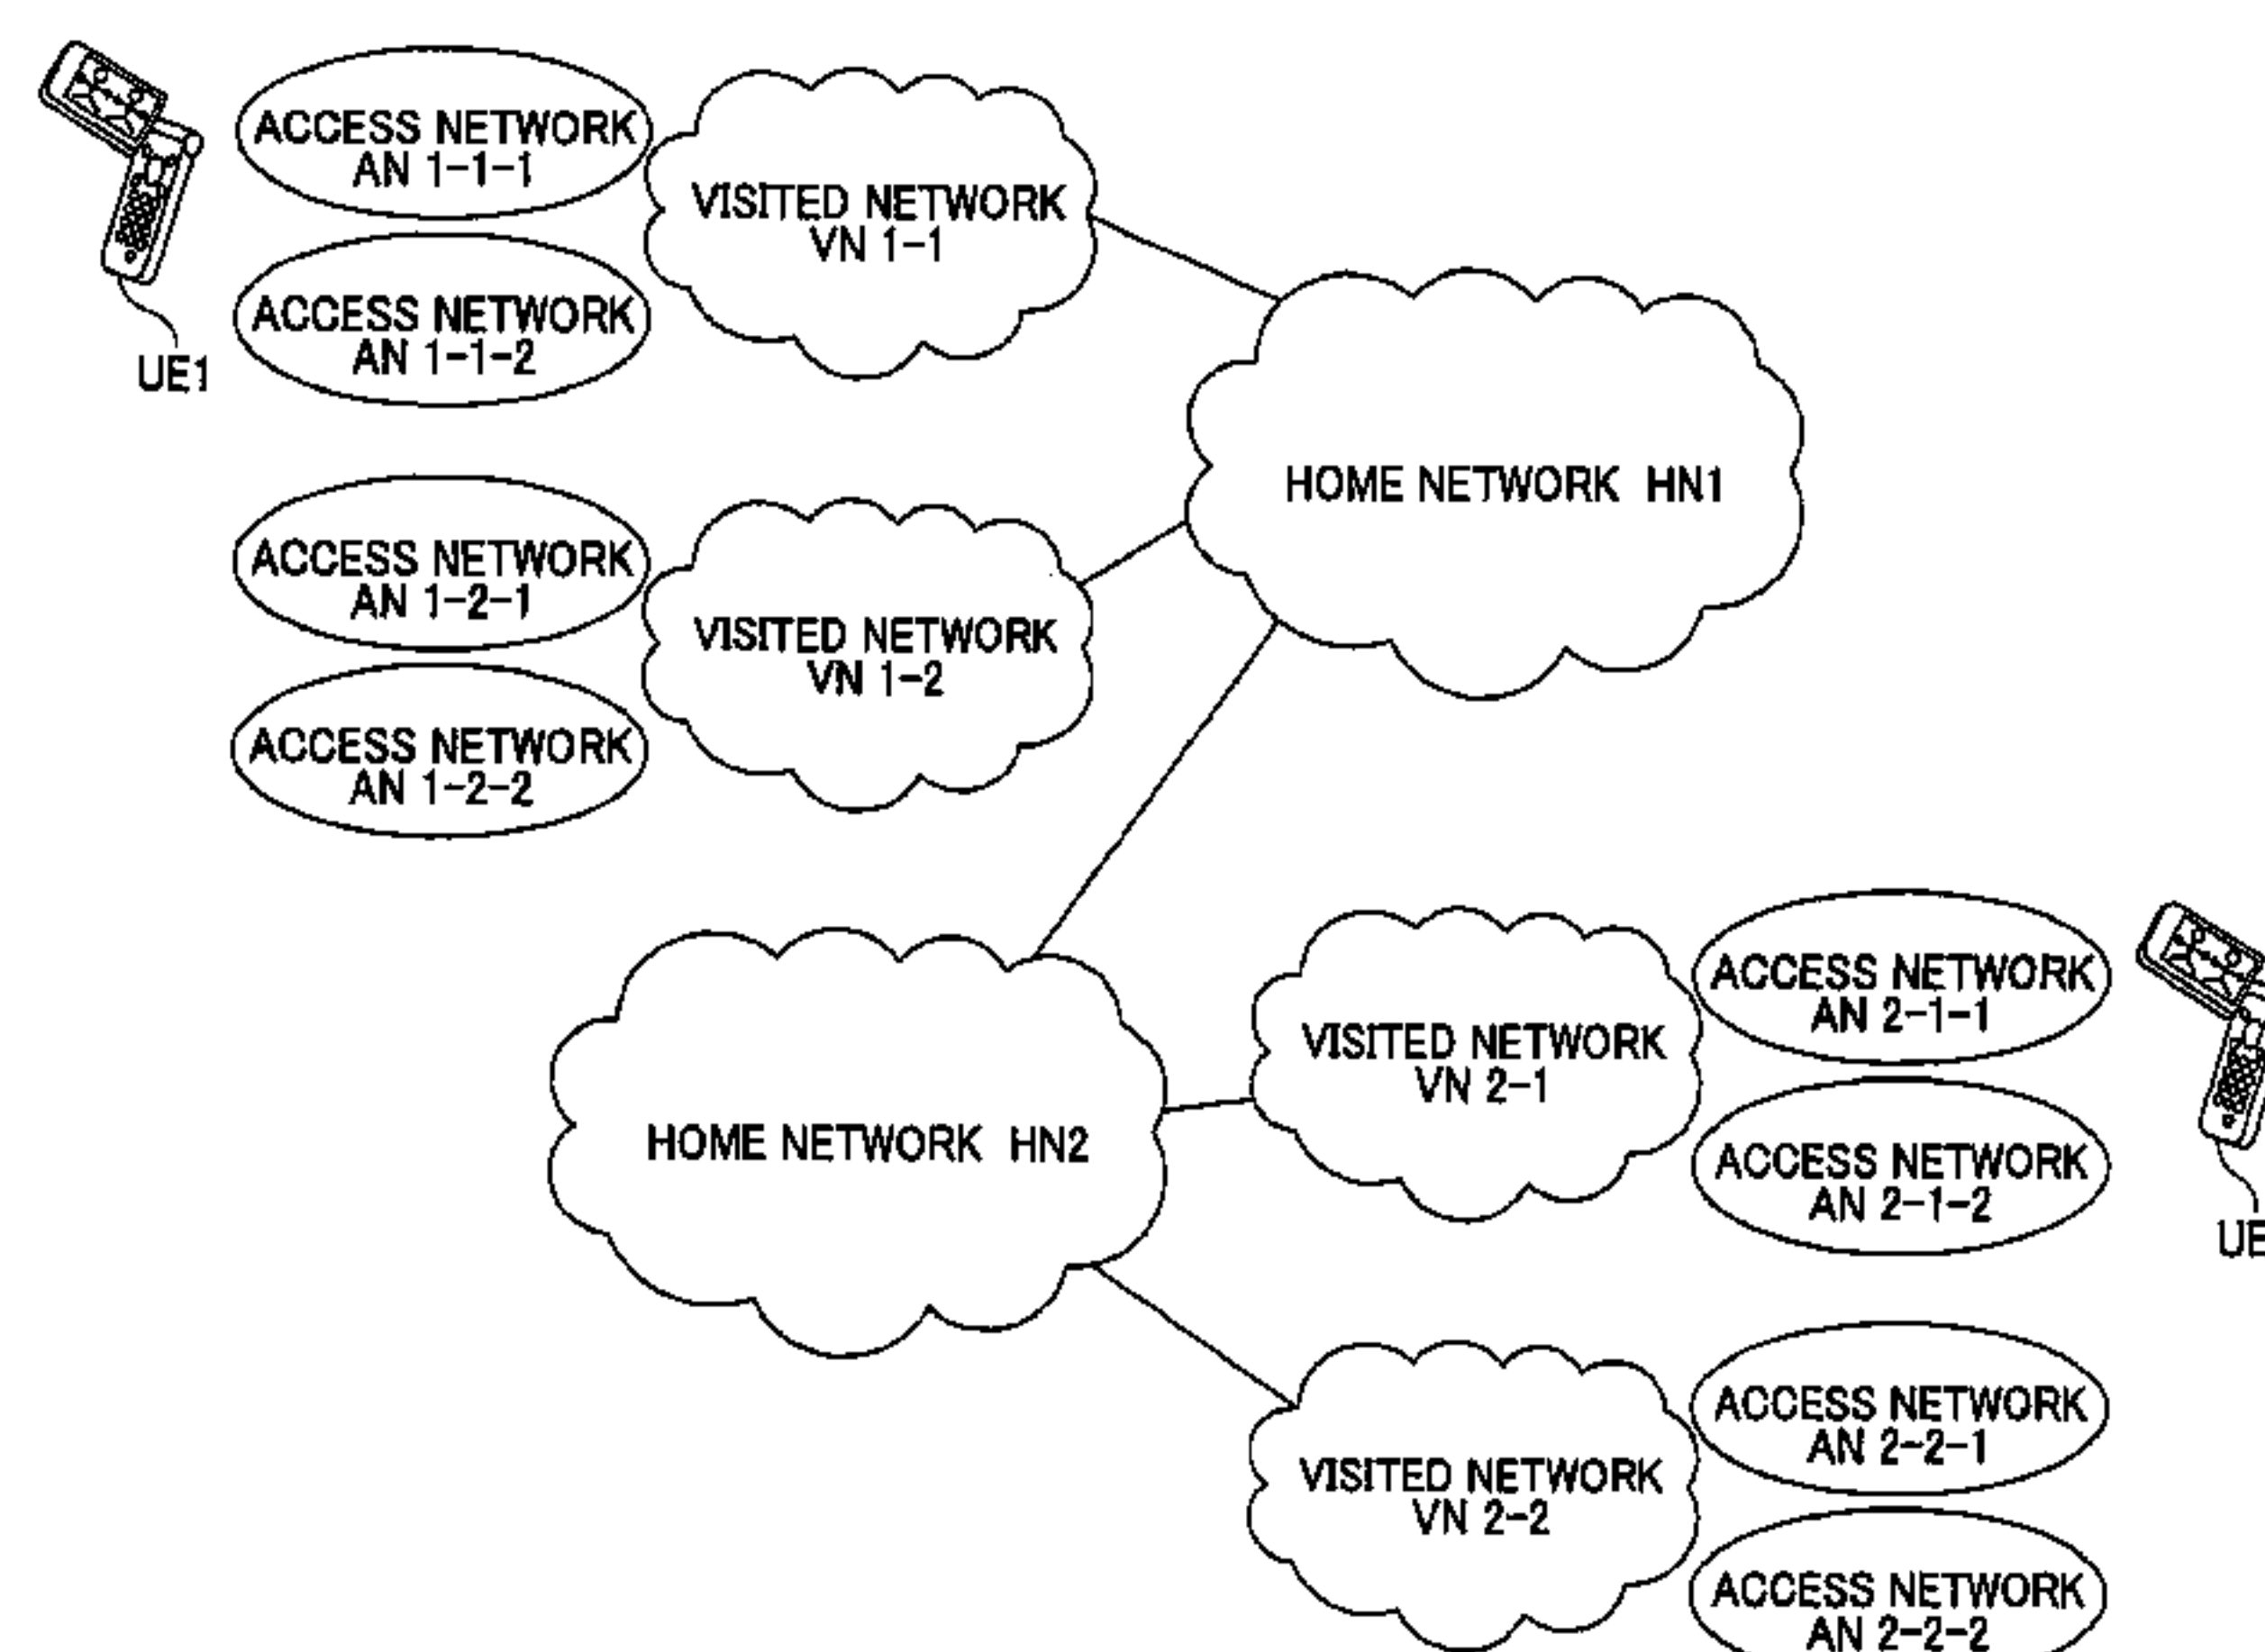 ACCESS NETWORK
AN 1-1-1
VISITED NETWORK
VN 1-1
ACCESS NETWORK
AN 1-1-2
UE1
HOME NETWORK HN1
ACCESS NETWORK
AN 1-2-1
VISITED NETWORK
VN 1-2
ACCESS NETWORK
AN 1-2-2
ACCESS NETWORK
AN 2-1-1
VISITED NETWORK
VN 2-1
HOME NETWORK HN2
ACCESS NETWORK
AN 2-1-2
UE
ACCESS NETWORK
AN 2-2-1
VISITED NETWORK
VN 2-2
ACCESS NETWORK
AN 2-2-2